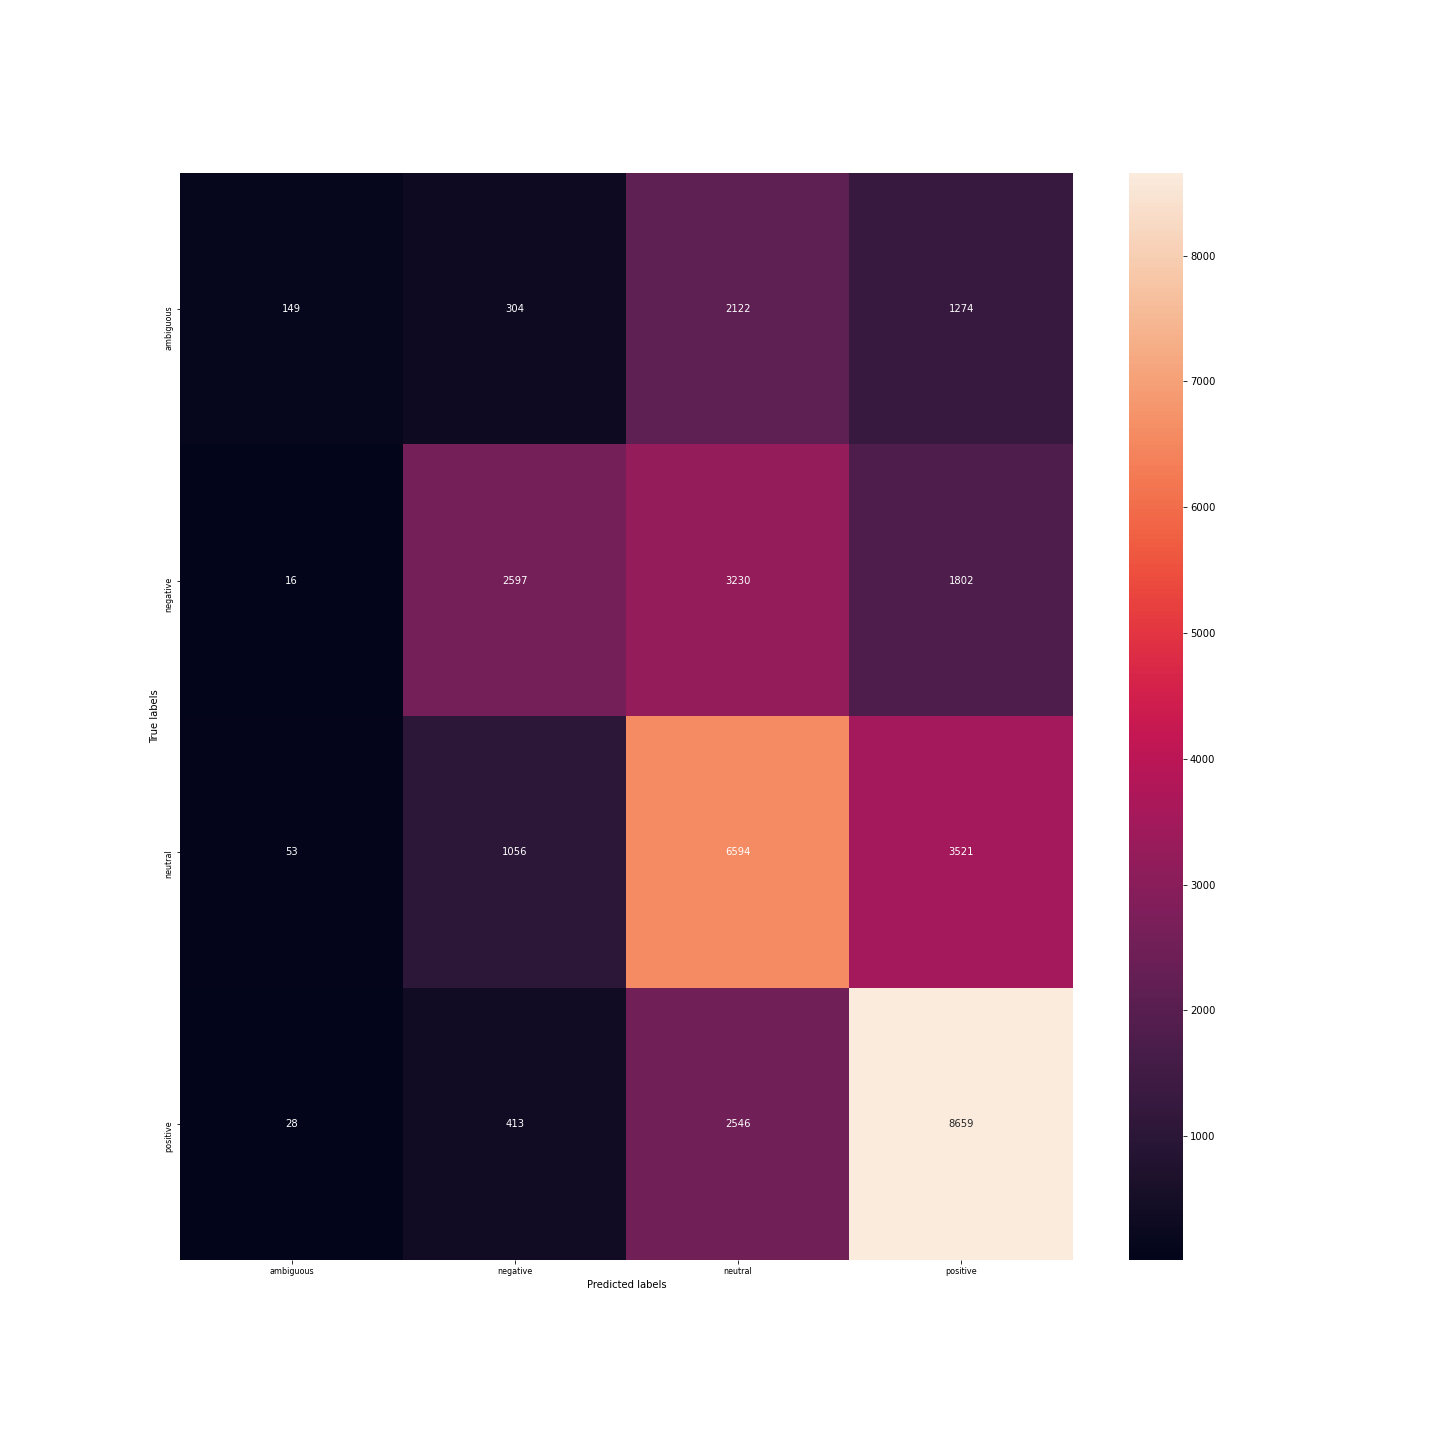 ambiguous 149 304 2122 1274
negative 16 2597 3230 1802
neutral 53 1056 6594 3521
positive 28 413 2546 8659
True labels
ambiguous negative neutral positive
Predicted labels
8000
7000
6000
5000
4000
3000
2000
1000